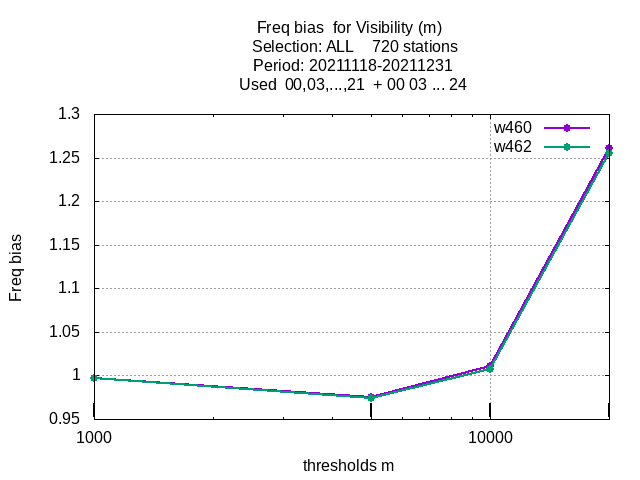 Freq bias  for Visibility (m)
Selection: ALL    720 stations
Period: 20211118-20211231
Used  00,03,...,21  + 00 03 ... 24
w460
w462
1.3
1.25
1.2
1.15
1.1
1.05
1
0.95
Freq bias
1000
10000
thresholds m